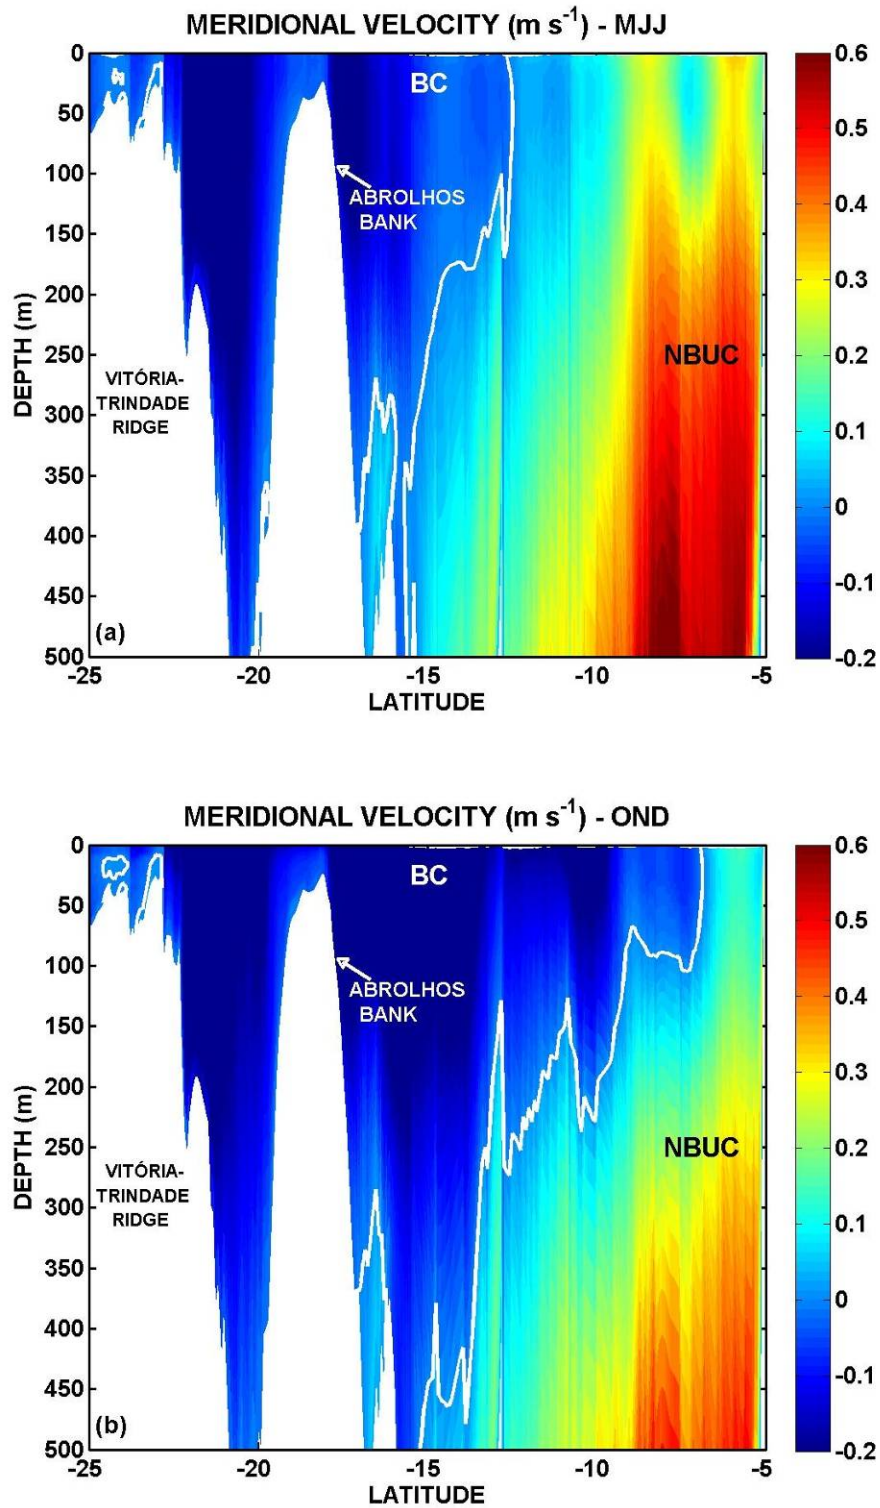 MERIDIONAL VELOCITY (m s⁻¹) - MJJ
0
50
100
150
200
250
300
350
400
450
500
DEPTH (m)
BC
ABROLHOS
BANK
VITÓRIA-
TRINDADE
RIDGE
NBUC
(a)
-25
-20
-15
-10
-5
LATITUDE
0.6
0.5
0.4
0.3
0.2
0.1
0
-0.1
-0.2
MERIDIONAL VELOCITY (m s⁻¹) - OND
0
50
100
150
200
250
300
350
400
450
500
DEPTH (m)
BC
ABROLHOS
BANK
VITÓRIA-
TRINDADE
RIDGE
NBUC
(b)
-25
-20
-15
-10
-5
LATITUDE
0.6
0.5
0.4
0.3
0.2
0.1
0
-0.1
-0.2